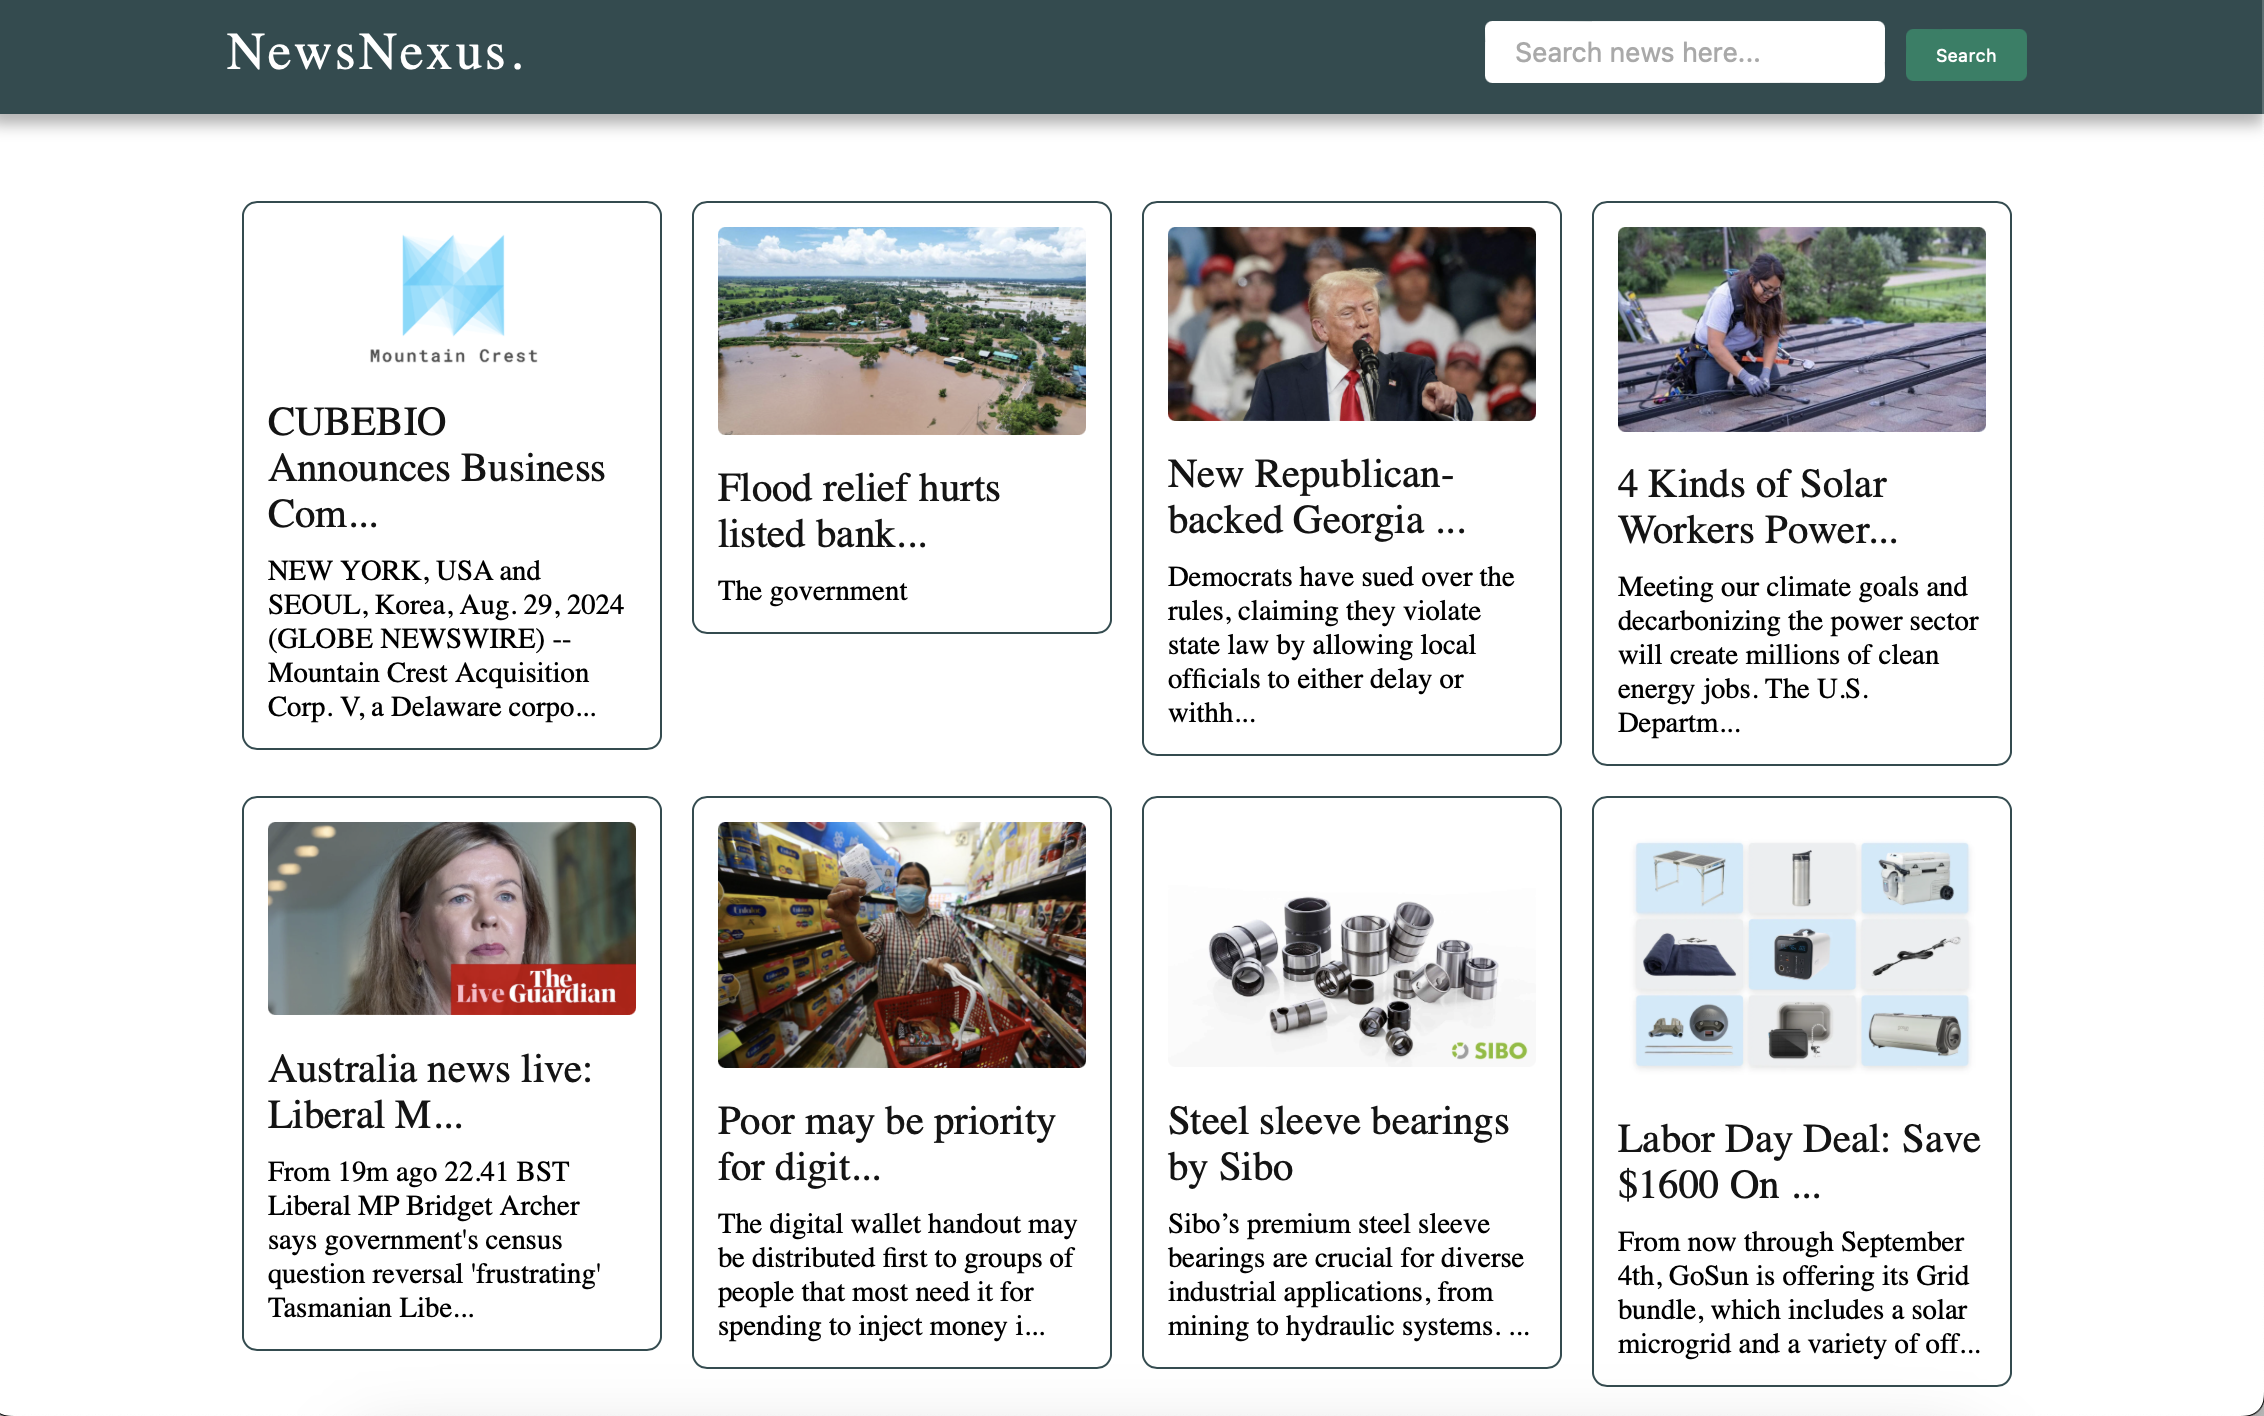 NewsNexus.
Search news here...
Search
Mountain Crest
CUBEBIO
Announces Business
Com...
NEW YORK, USA and
SEOUL, Korea, Aug. 29, 2024
(GLOBE NEWSWIRE) --
Mountain Crest Acquisition
Corp. V, a Delaware corpo...
Flood relief hurts
listed bank...
The government
New Republican-
backed Georgia ...
Democrats have sued over the
rules, claiming they violate
state law by allowing local
officials to either delay or
withh...
4 Kinds of Solar
Workers Power...
Meeting our climate goals and
decarbonizing the power sector
will create millions of clean
energy jobs. The U.S.
Departm...
Live The Guardian
Australia news live:
Liberal M...
From 19m ago 22.41 BST
Liberal MP Bridget Archer
says government's census
question reversal 'frustrating'
Tasmanian Libe...
Poor may be priority
for digit...
The digital wallet handout may
be distributed first to groups of
people that most need it for
spending to inject money i...
SIBO
Steel sleeve bearings
by Sibo
Sibo’s premium steel sleeve
bearings are crucial for diverse
industrial applications, from
mining to hydraulic systems. ...
Labor Day Deal: Save
$1600 On ...
From now through September
4th, GoSun is offering its Grid
bundle, which includes a solar
microgrid and a variety of off...